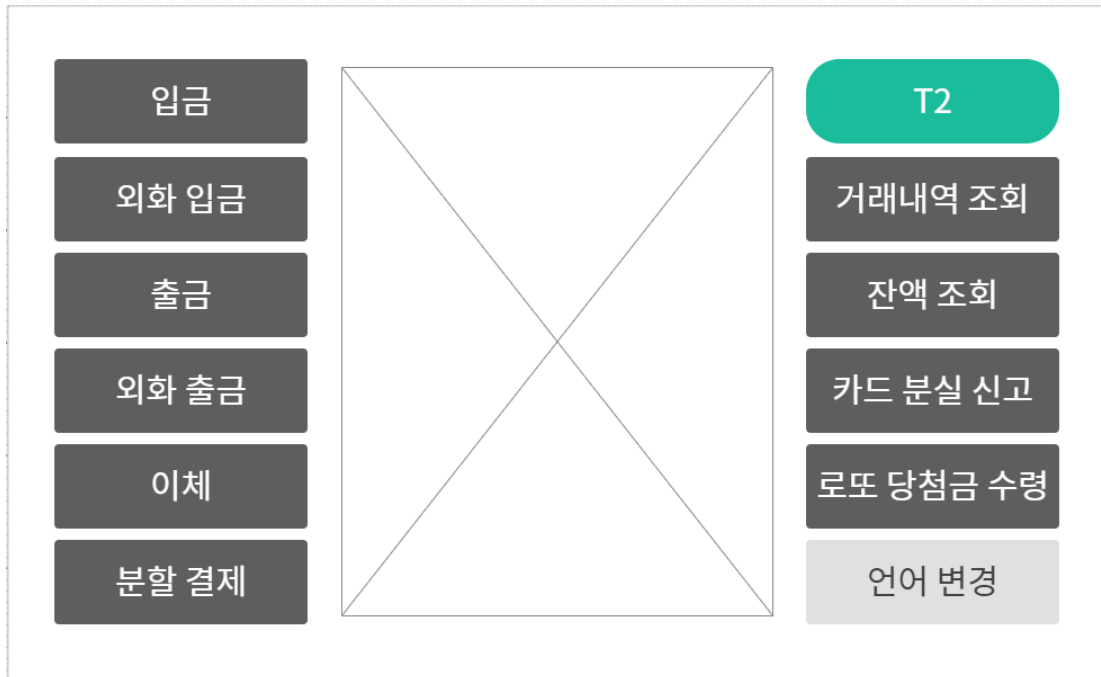 입금
외화 입금
출금
외화 출금
이체
분할 결제
T2
거래내역 조회
잔액 조회
카드 분실 신고
로또 당첨금 수령
언어 변경